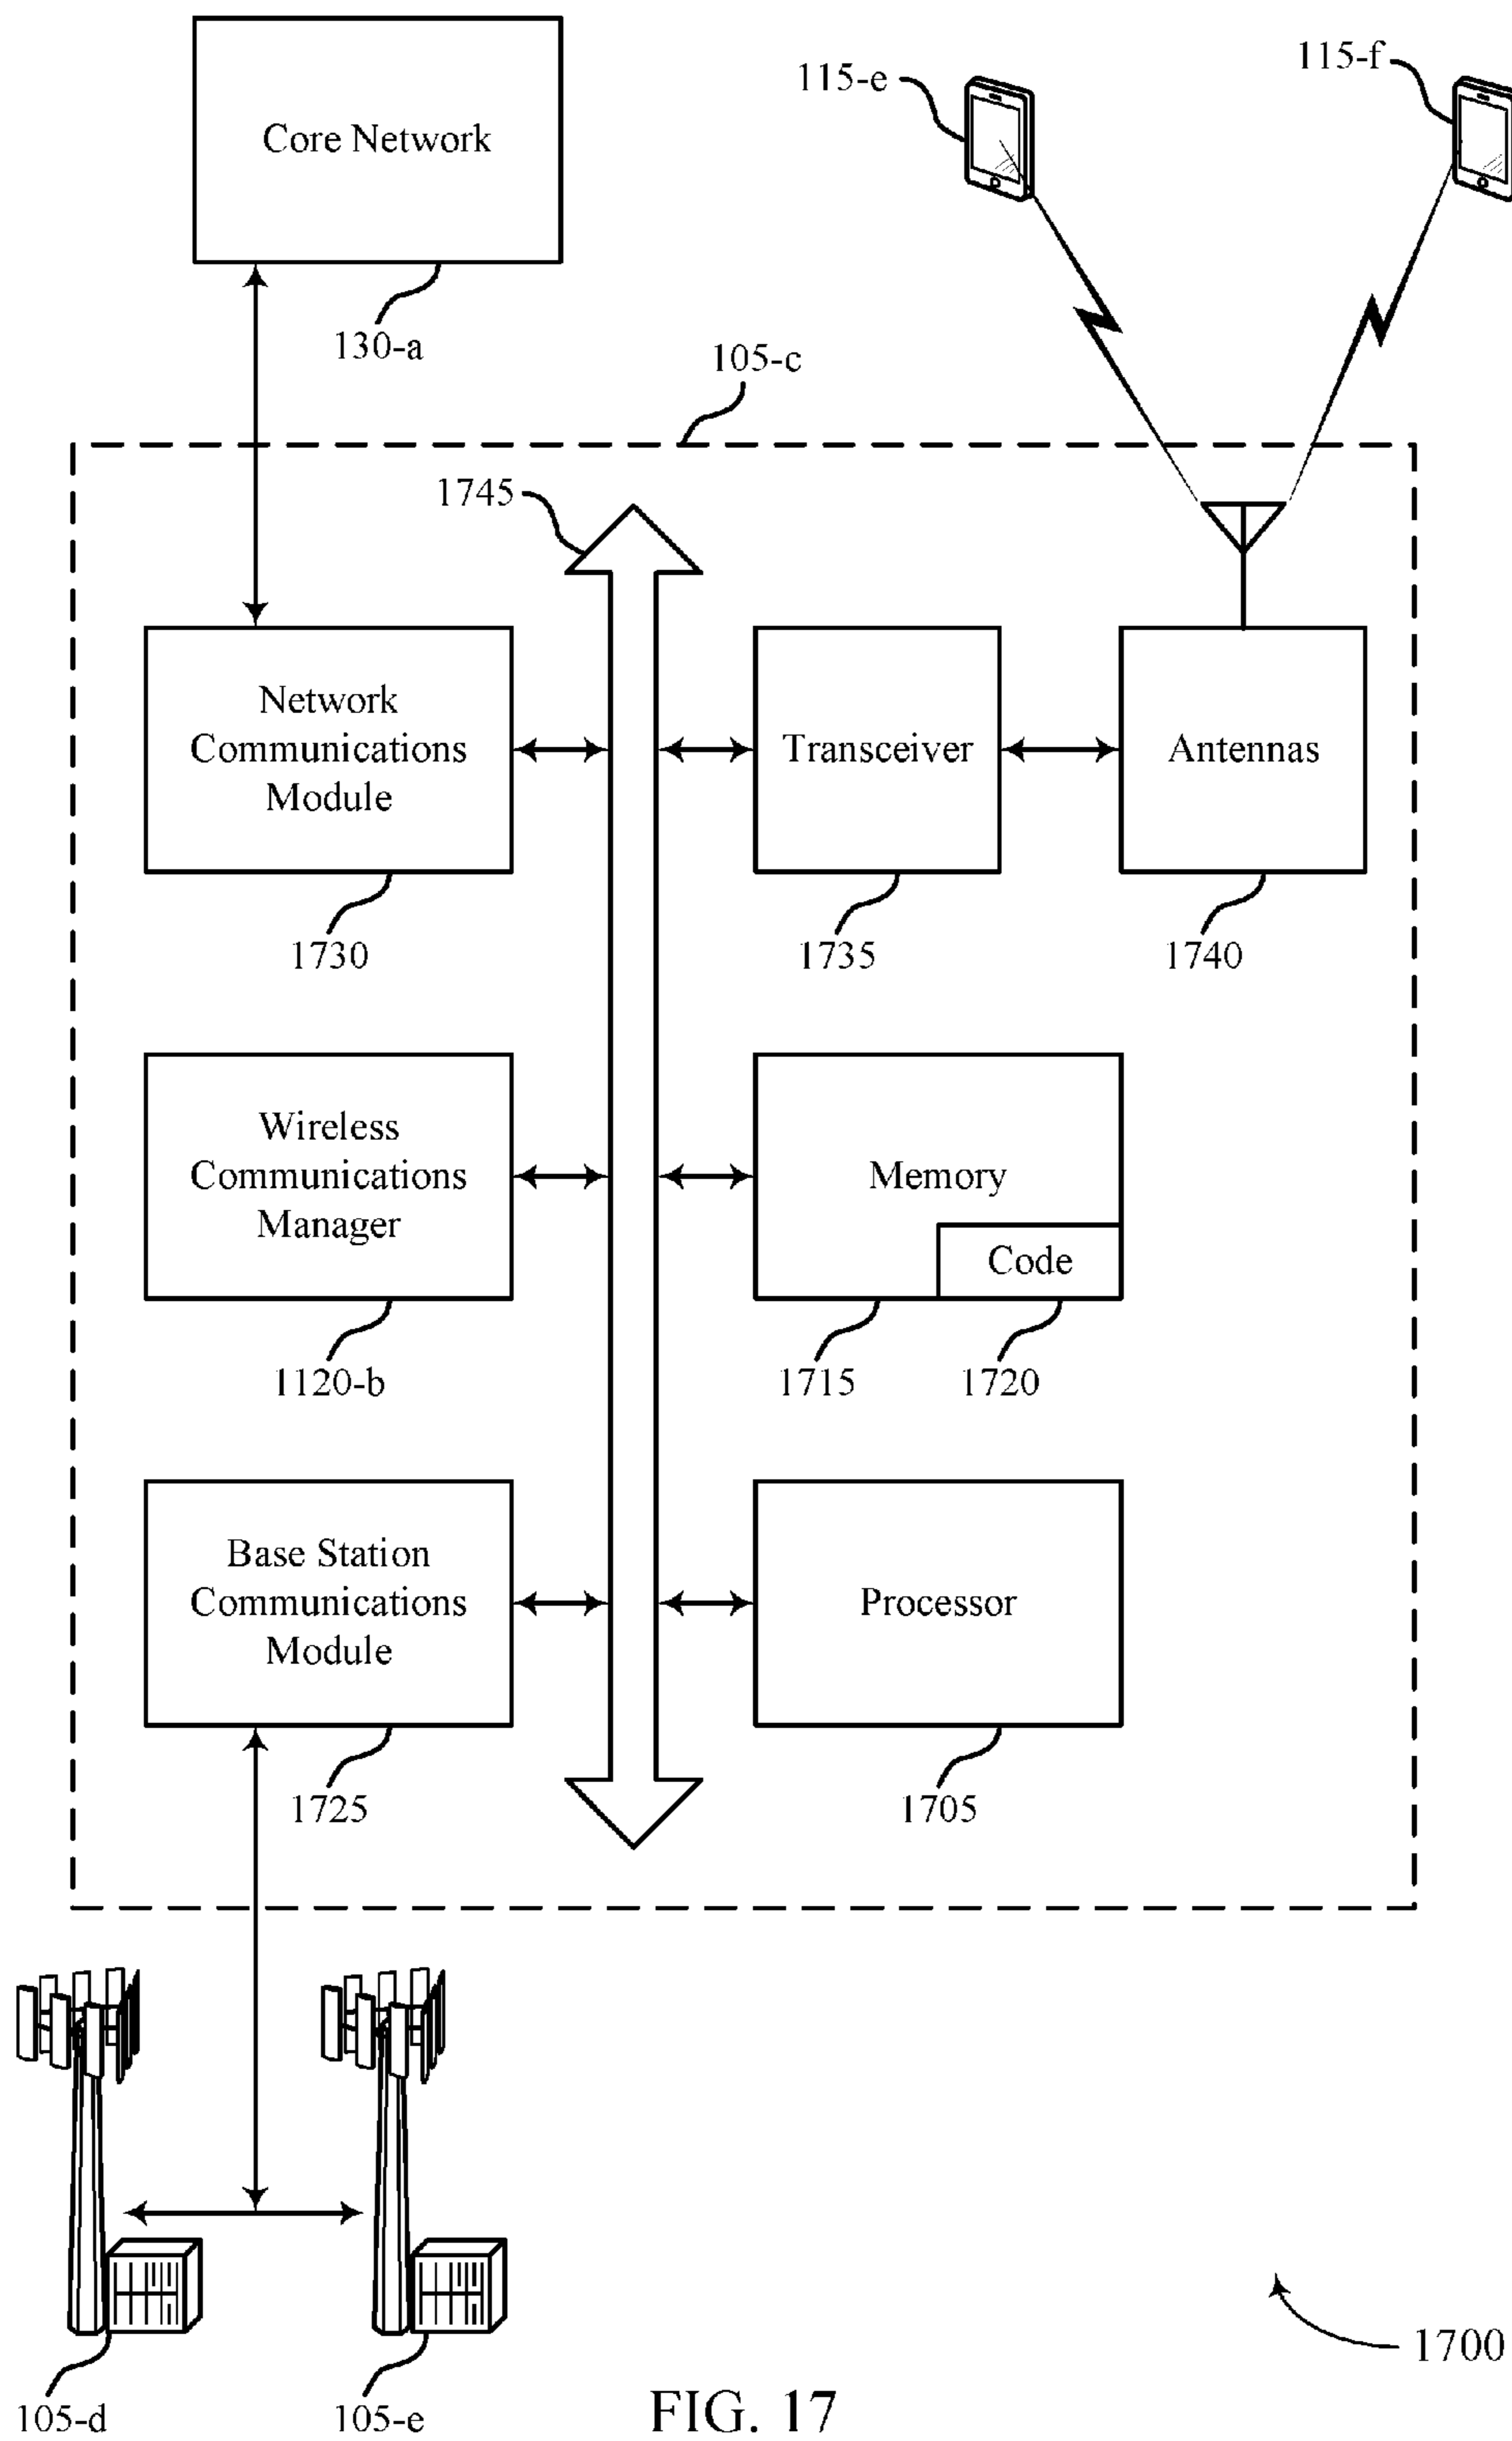 115-f
115-e
Core Network
130-a
105-c
1745
Network
Communications
Module
Transceiver
Antennas
1730
1735
1740
Wireless
Communications
Manager
Memory
Code
1120-b
1715
1720
Base Station
Communications
Module
Processor
1725
1705
1700
105-d
105-e
FIG. 17